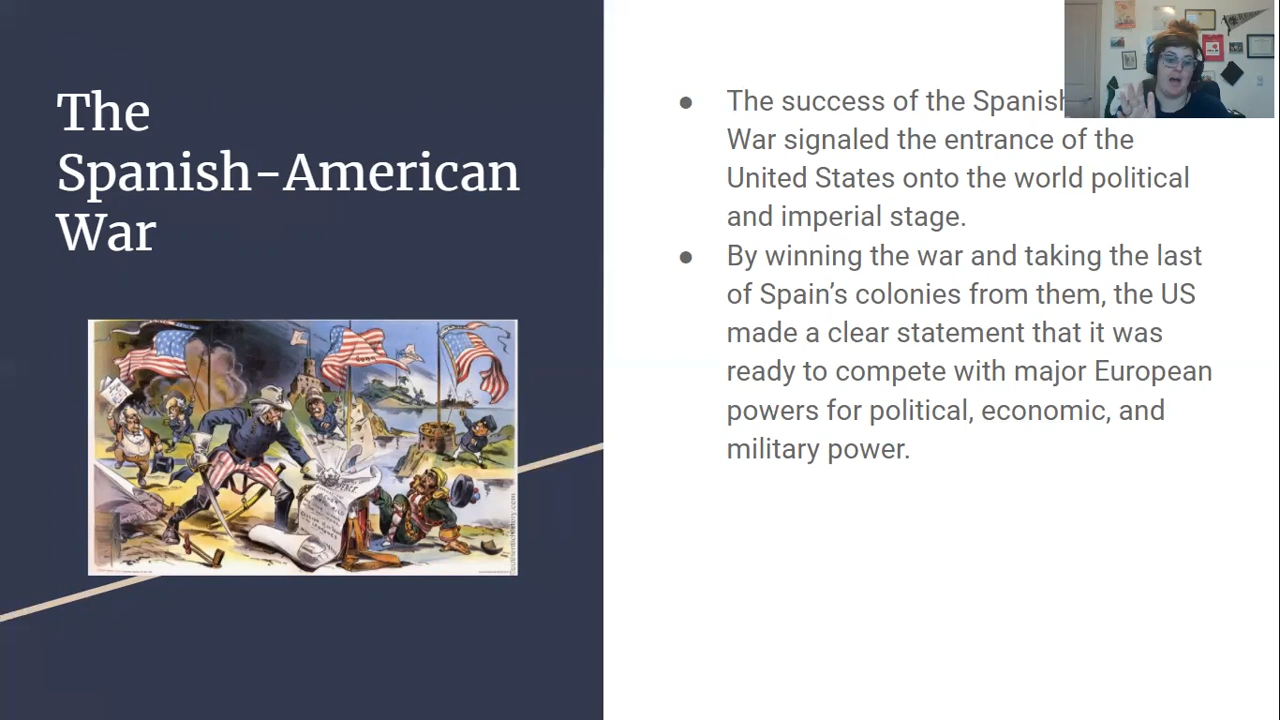 The
Spanish-American
War
The success of the Spanish
War signaled the entrance of the
United States onto the world political
and imperial stage.
By winning the war and taking the last
of Spain's colonies from them, the US
made a clear statement that it was
ready to compete with major European
powers for political, economic, and
military power.